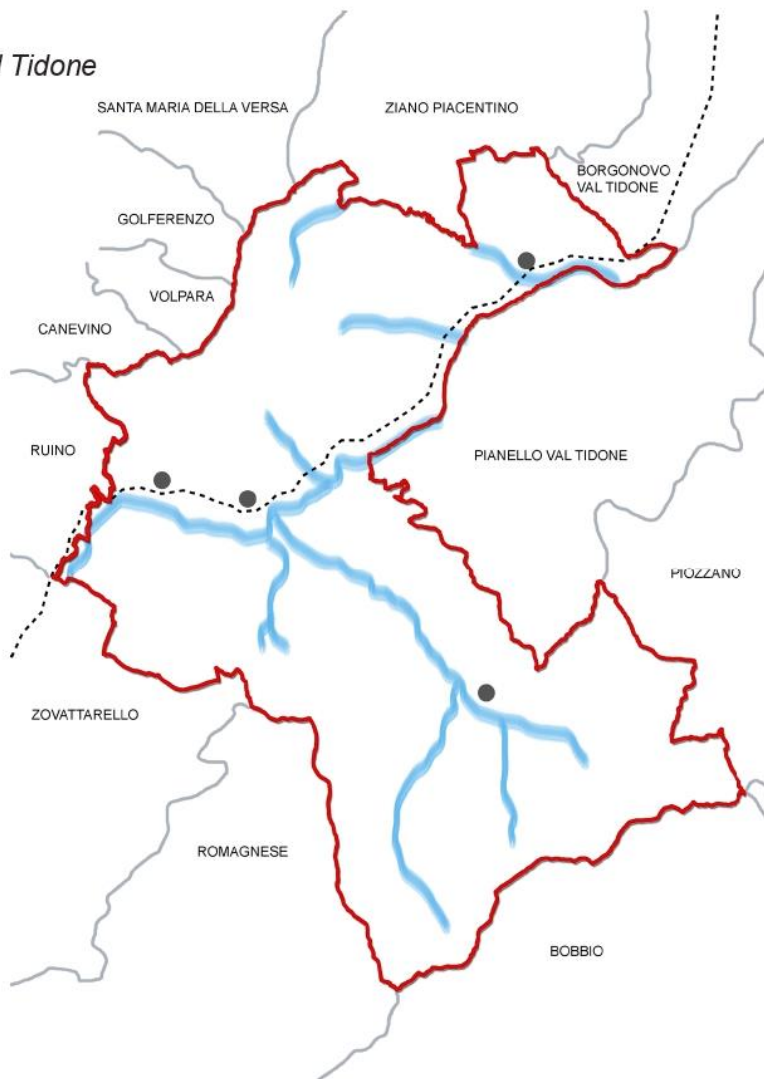 l Tidone
SANTA MARIA DELLA VERSA
ZIANO PIACENTINO
BORGONOVO
VAL TIDONE
GOLFERENZO
VOLPARA
CANEVINO
RUINO
PIANELLO VAL TIDONE
PIOZZANO
ZOVATTARELLO
ROMAGNESE
BOBBIO